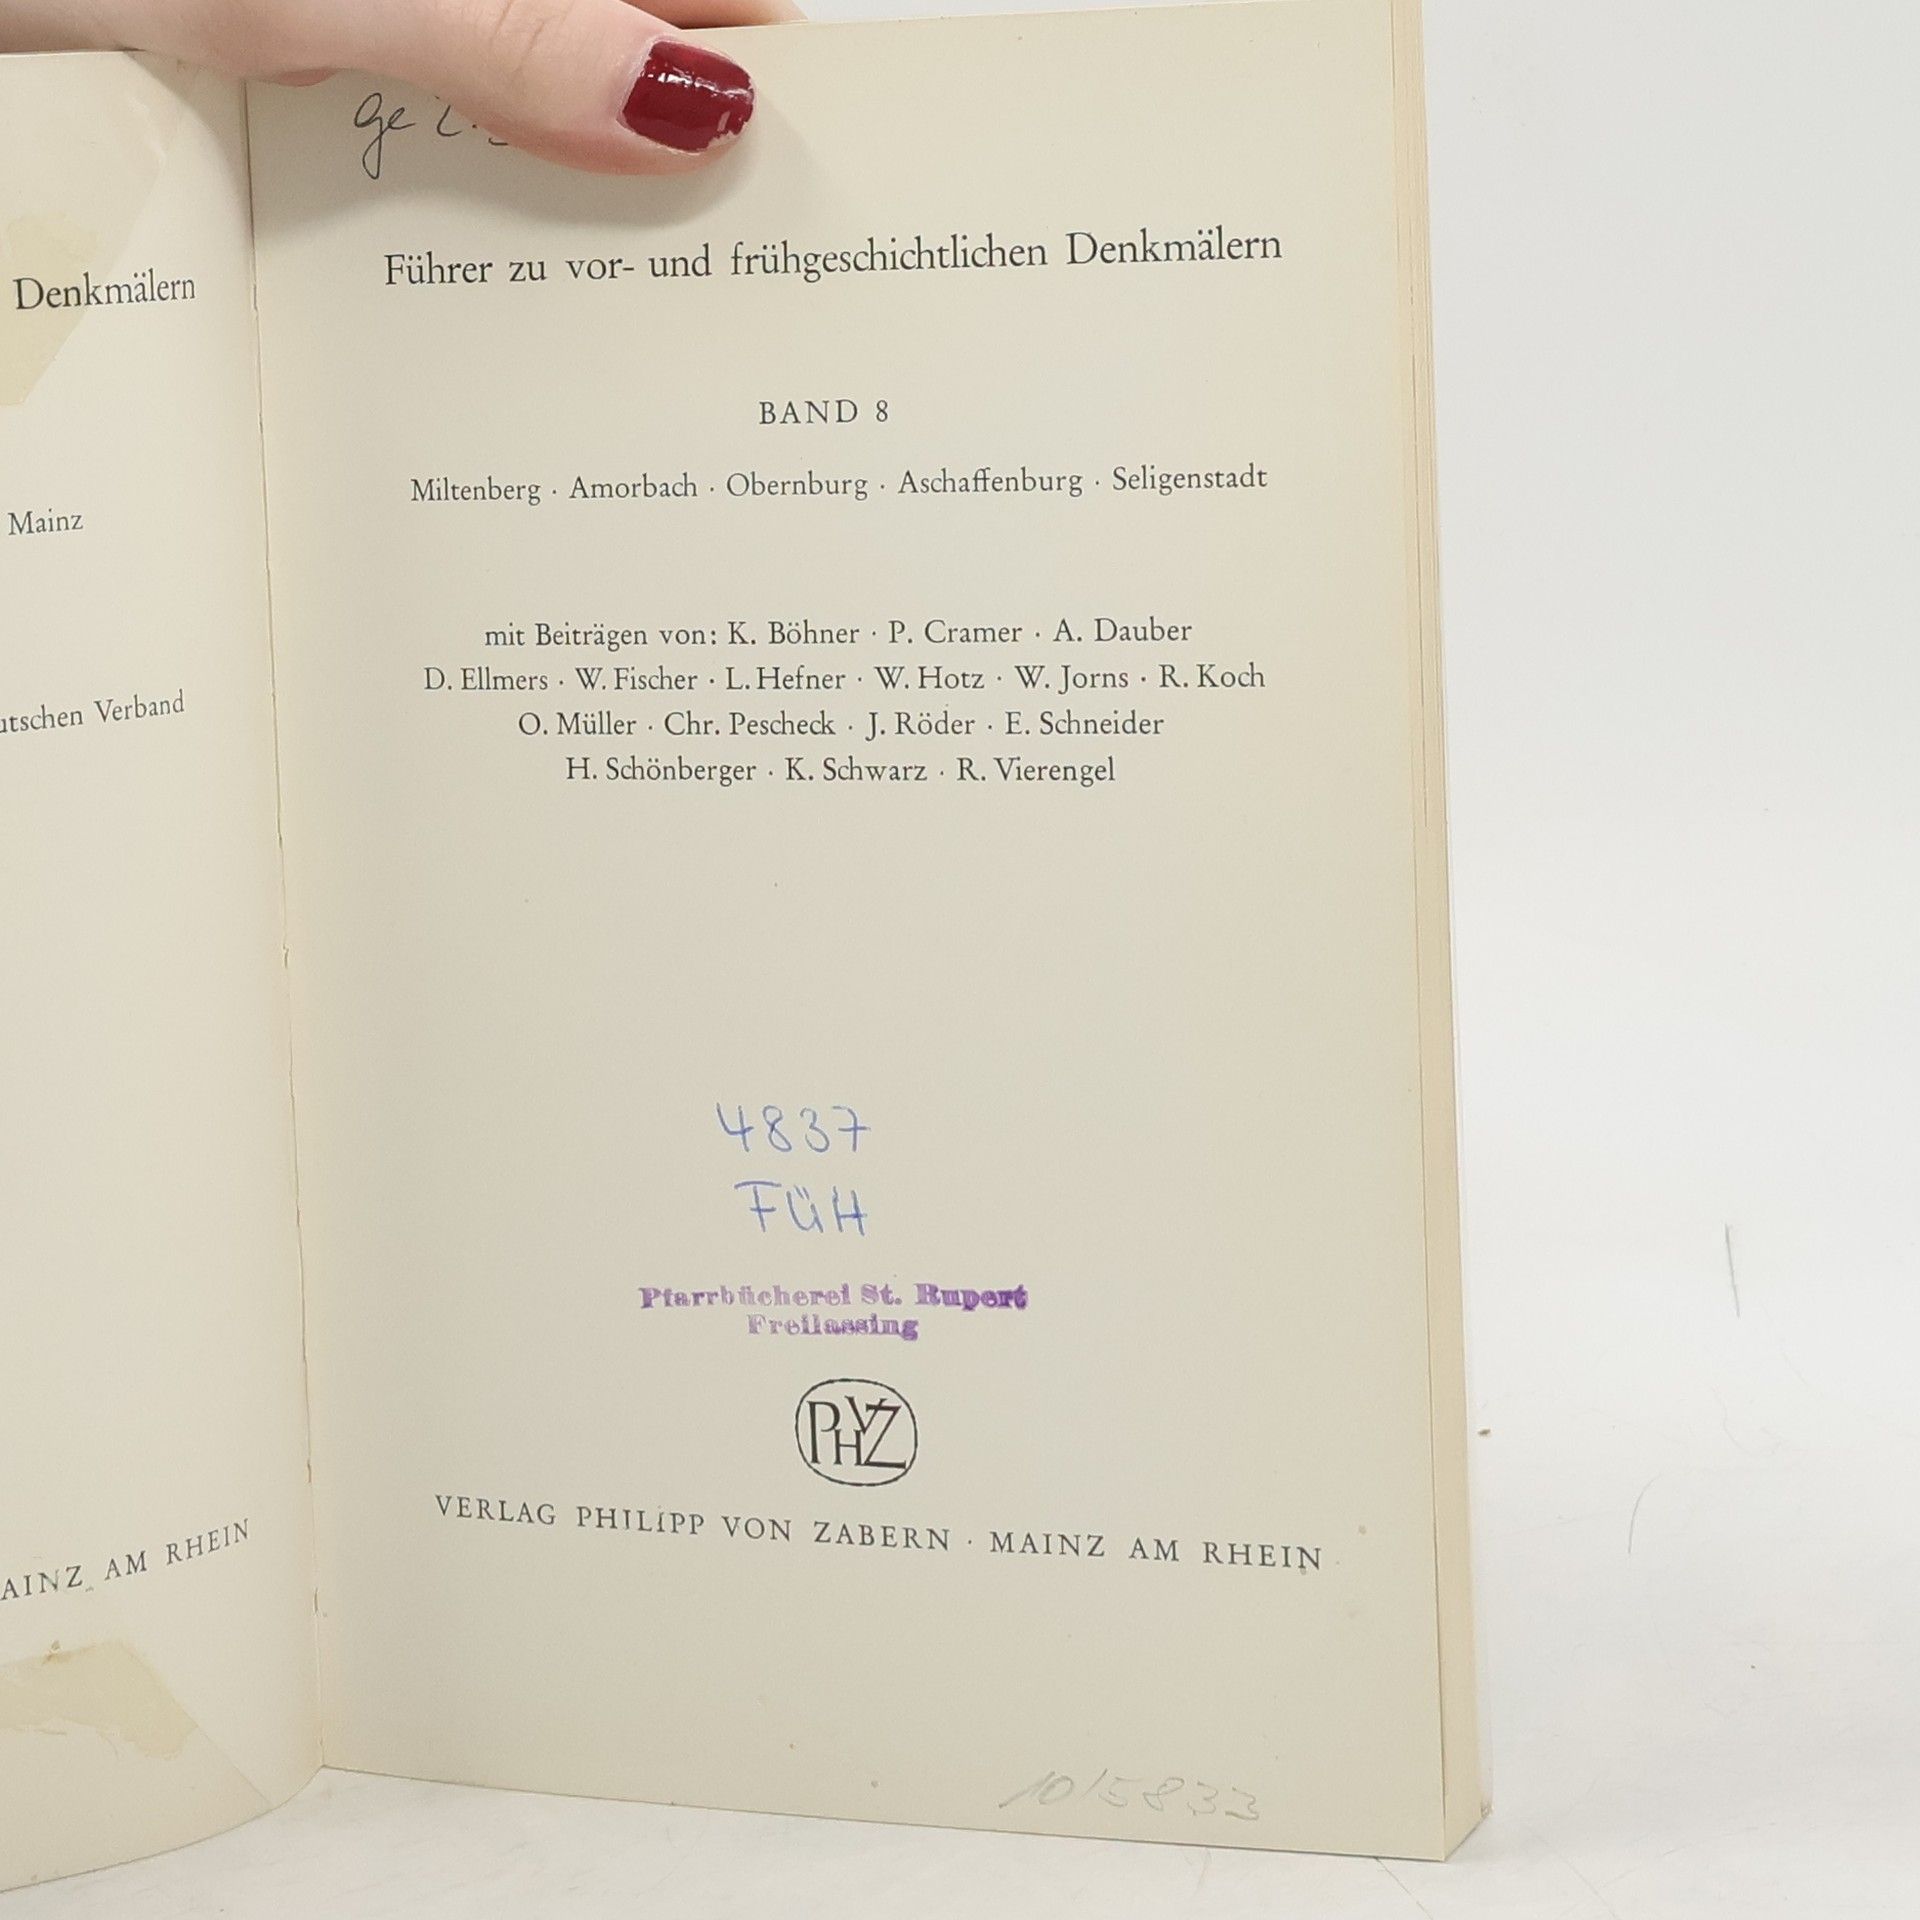 Denkmälern
Mainz
Verband
AM RHEIN
Führer zu vor- und frühgeschichtlichen Denkmälern
BAND 8
Miltenberg · Amorbach · Obernburg · Aschaffenburg · Seligenstadt
mit Beiträgen von: K. Böhner · P. Cramer · A. Dauber
D. Ellmers · W. Fischer · L. Hefner · W. Hotz · W. Jorns · R. Koch
O. Müller · Chr. Pescheck · J. Röder · E. Schneider
H. Schönberger · K. Schwarz · R. Vierengel
4837
FÜH
Pfarrbücherei St. Rupert
Freilassing
PHVZ
VERLAG PHILIPP VON ZABERN · MAINZ AM RHEIN
10/5833